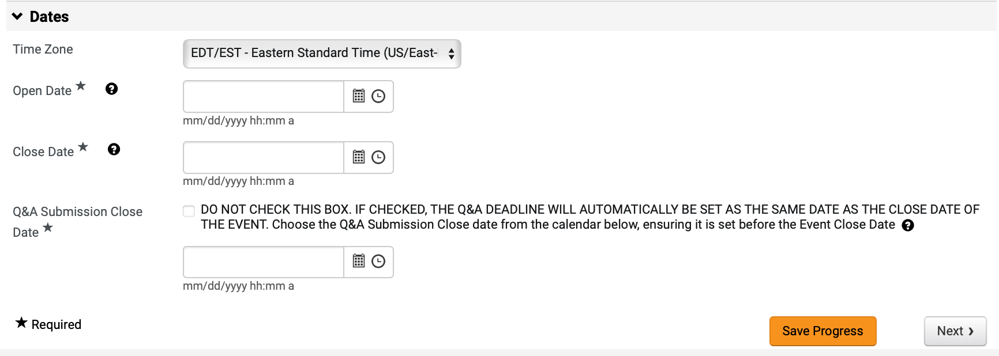 Dates
Time Zone
EDT/EST - Eastern Standard Time (US/East-
Open Date ★
mm/dd/yyyy hh:mm a
Close Date ★
mm/dd/yyyy hh:mm a
Q&A Submission Close
Date ★
DO NOT CHECK THIS BOX. IF CHECKED, THE Q&A DEADLINE WILL AUTOMATICALLY BE SET AS THE SAME DATE AS THE CLOSE DATE OF
THE EVENT. Choose the Q&A Submission Close date from the calendar below, ensuring it is set before the Event Close Date
mm/dd/yyyy hh:mm a
★ Required
Save Progress
Next ›